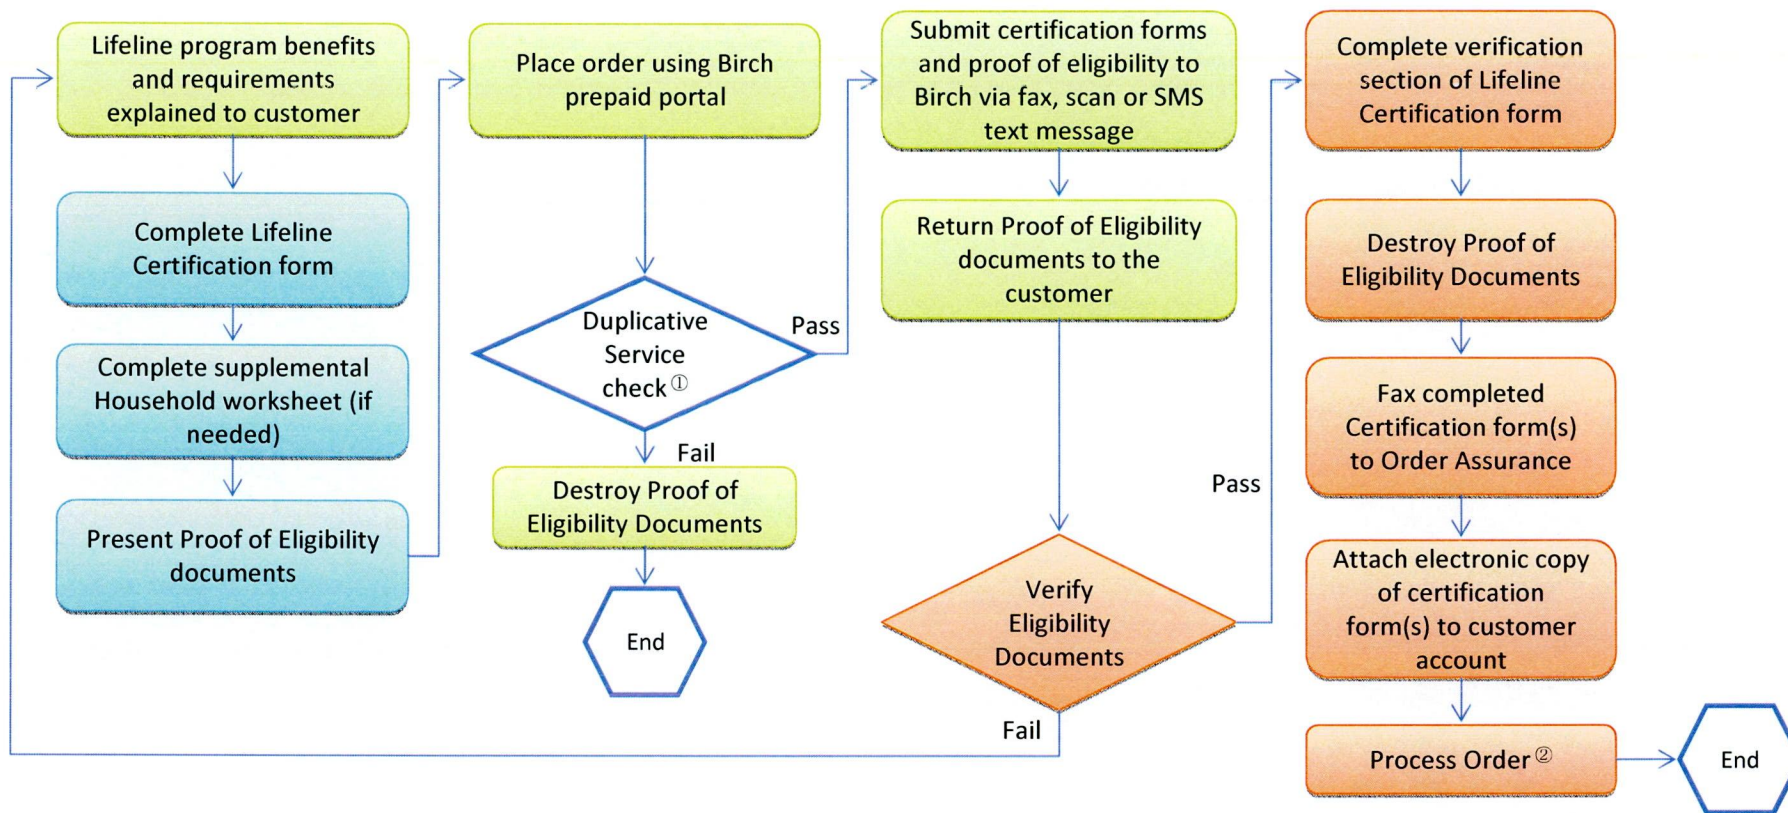 Lifeline program benefits
and requirements
explained to customer
Complete Lifeline
Certification form
Complete supplemental
Household worksheet (if
needed)
Present Proof of Eligibility
documents
Place order using Birch
prepaid portal
Duplicative
Service
check ①
Pass
Fail
Destroy Proof of
Eligibility Documents
End
Submit certification forms
and proof of eligibility to
Birch via fax, scan or SMS
text message
Return Proof of Eligibility
documents to the
customer
Verify
Eligibility
Documents
Pass
Fail
Complete verification
section of Lifeline
Certification form
Destroy Proof of
Eligibility Documents
Fax completed
Certification form(s)
to Order Assurance
Attach electronic copy
of certification
form(s) to customer
account
Process Order ②
End